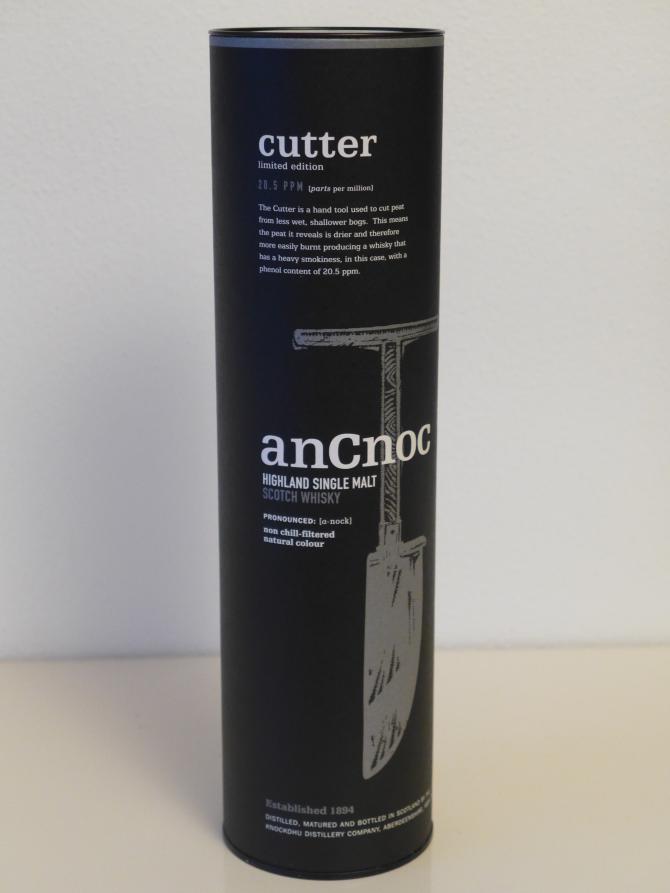 cutter
limited edition
20.5 PPM [parts per million]
The Cutter is a hand tool used to cut peat
from less wet, shallower bogs. This means
the peat it reveals is drier and therefore
more easily burnt producing a whisky that
has a heavy smokiness, in this case, with a
phenol content of 20.5 ppm.
anCnoc
HIGHLAND SINGLE MALT
SCOTCH WHISKY
PRONOUNCED: [a-nock]
non chill-filtered
natural colour
Established 1894
DISTILLED, MATURED AND BOTTLED IN SCOTLAND BY
KNOCKDHU DISTILLERY COMPANY, ABERDEENSHIRE,